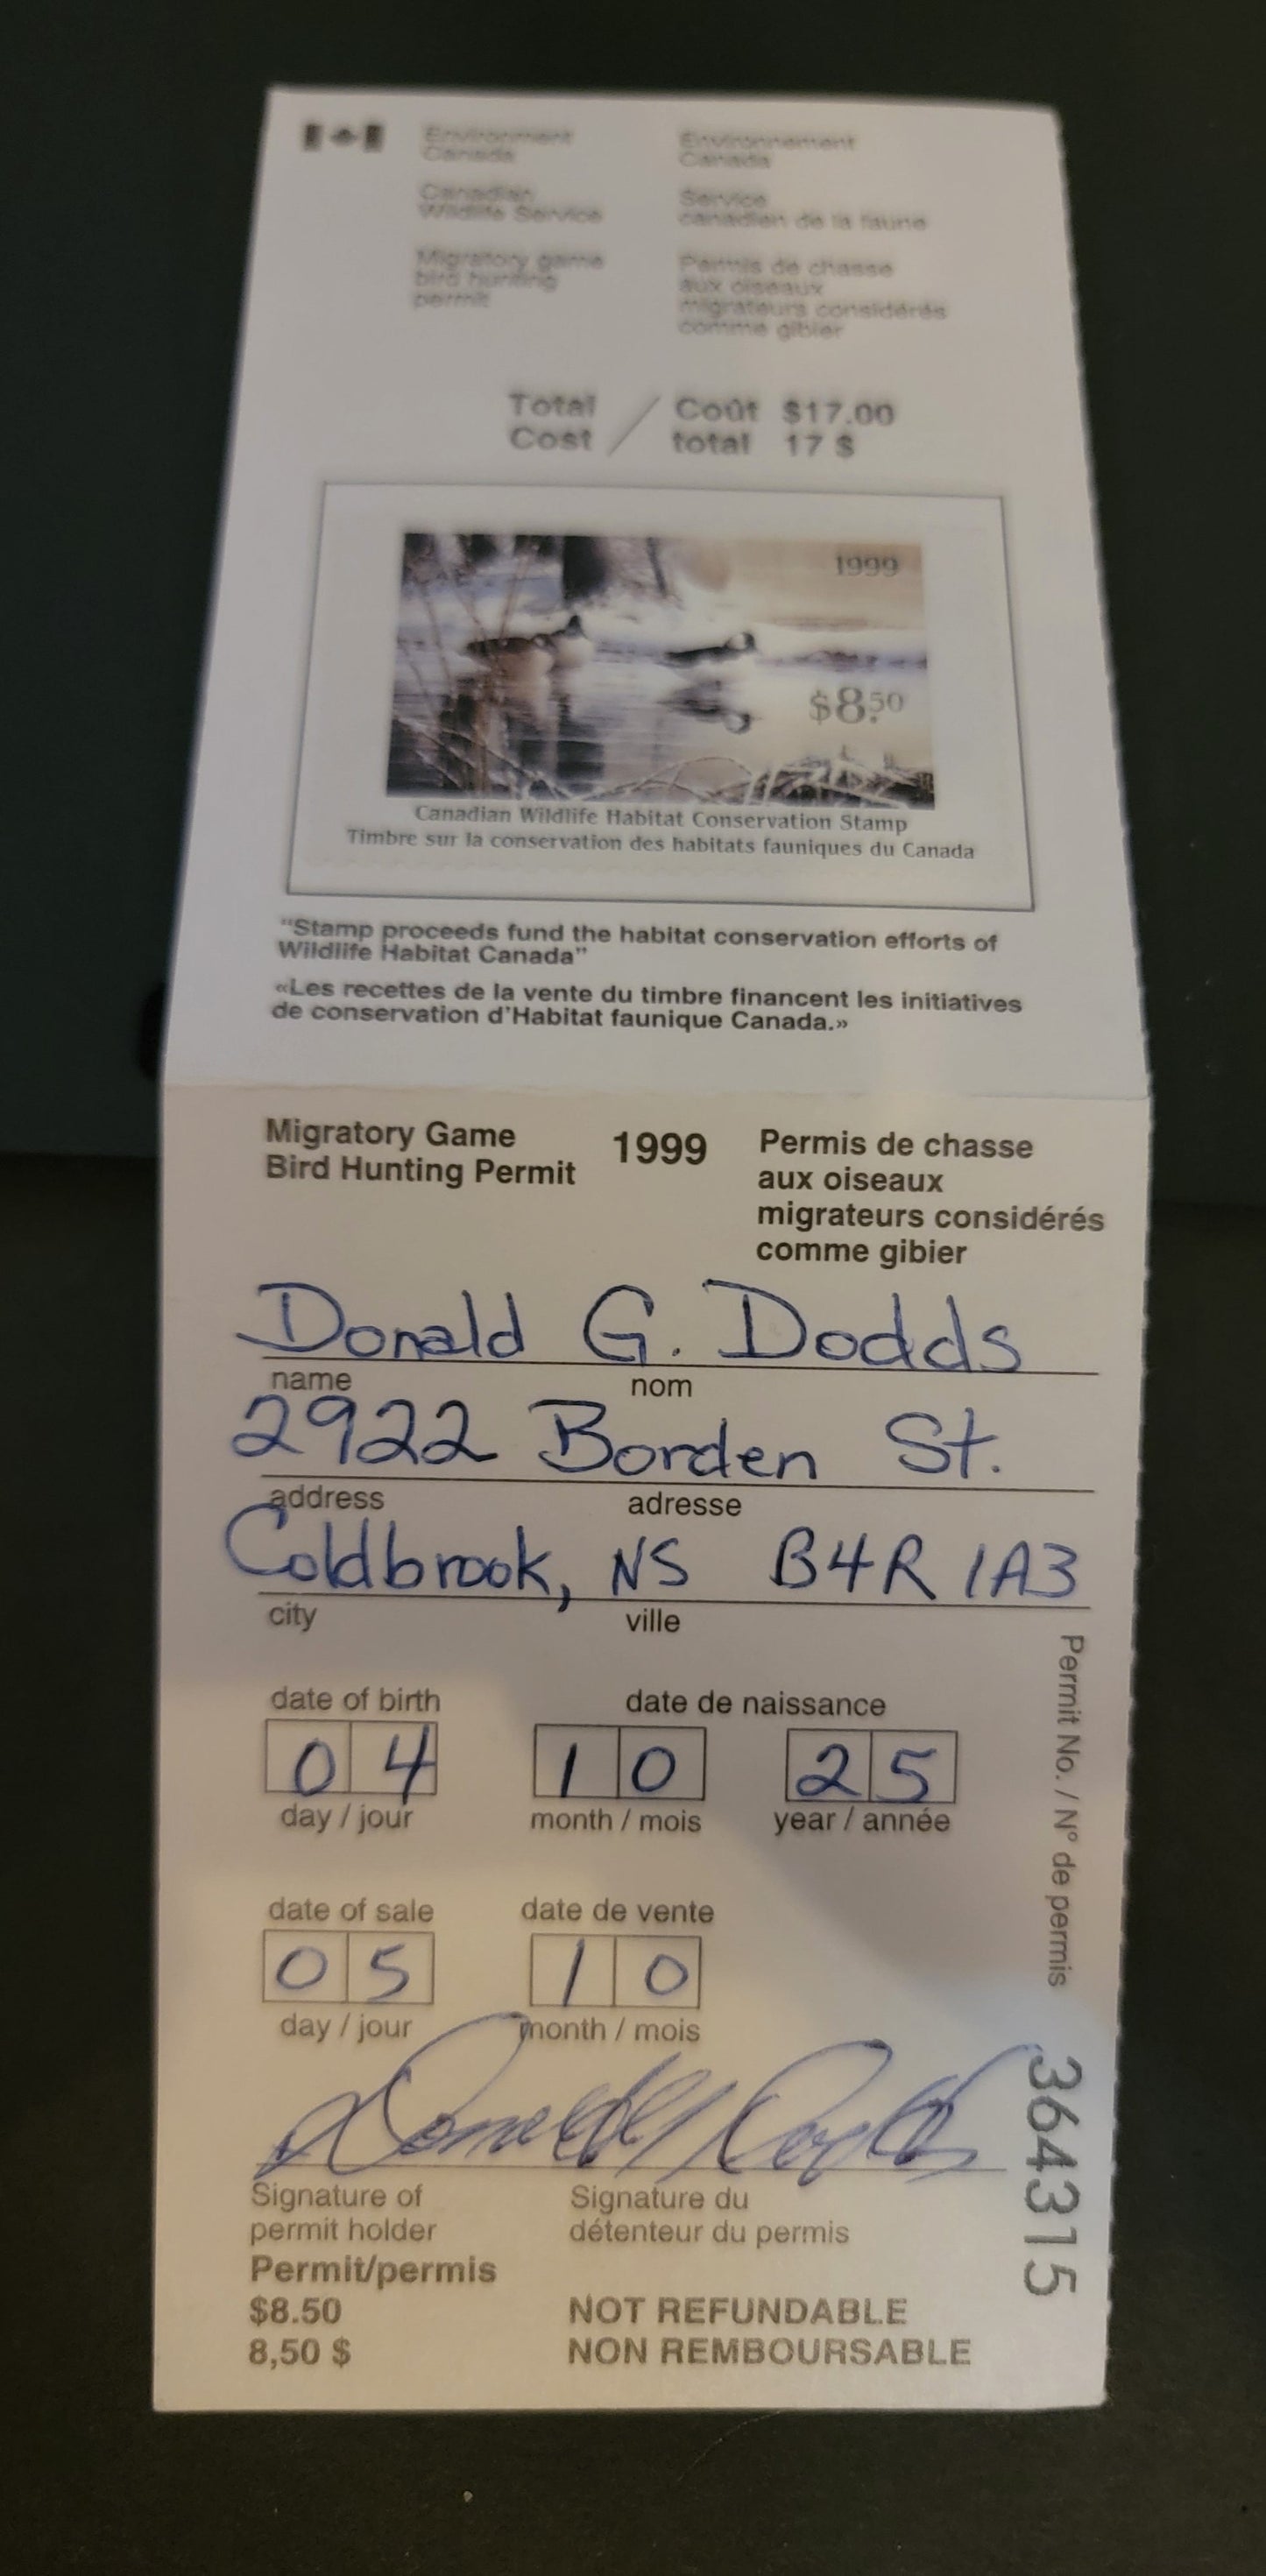 Environment
Canada
Environnement
Canada
Canadian
Wildlife Service
Service
canadien de la faune
Migratory game
bird hunting
permit
Permis de chasse
aux oiseaux
migrateurs considérés
comme gibier
Total
Cost
/
Coût $17.00
total 17 $
1999
$8.50
Canadian Wildlife Habitat Conservation Stamp
Timbre sur la conservation des habitats fauniques du Canada
"Stamp proceeds fund the habitat conservation efforts of
Wildlife Habitat Canada"
«Les recettes de la vente du timbre financent les initiatives
de conservation d'Habitat faunique Canada.»
Migratory Game
Bird Hunting Permit
1999
Permis de chasse
aux oiseaux
migrateurs considérés
comme gibier
Donald G. Dodds
name nom
2922 Borden St.
address adresse
Coldbrook, NS B4R 1A3
city ville
date of birth date de naissance
04 10 25
day / jour month / mois year / année
date of sale date de vente
05 10
day / jour month / mois
Donald Dodds
Signature of
permit holder
Signature du
détenteur du permis
Permit/permis
$8.50 NOT REFUNDABLE
8,50 $ NON REMBOURSABLE
Permit No. / N° de permis 364315